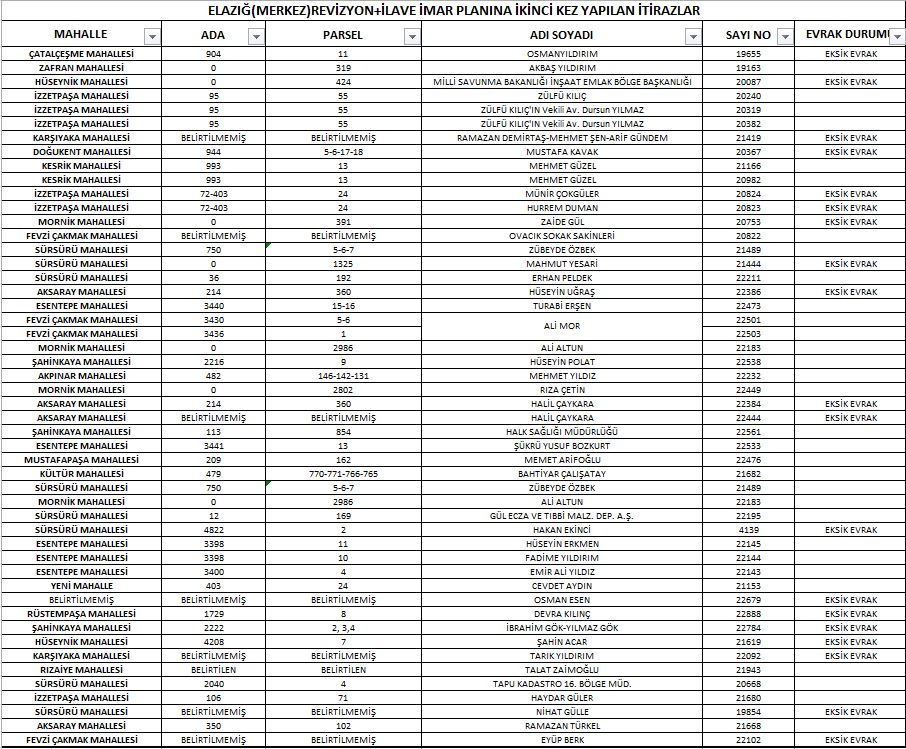 ELAZIĞ(MERKEZ)REVİZYON+İLAVE İMAR PLANINA İKİNCİ KEZ YAPILAN İTİRAZLAR
MAHALLE ADA PARSEL ADI SOYADI SAYI NO EVRAK DURUMU
ÇATALÇEŞME MAHALLESİ 904 11 OSMANYILDIRIM 19655 EKSİK EVRAK
ZAFRAN MAHALLESİ 0 319 AKBAŞ YILDIRIM 19163
HÜSEYNİK MAHALLESİ 0 424 MİLLİ SAVUNMA BAKANLIĞI İNŞAAT EMLAK BÖLGE BAŞKANLIĞI 20087 EKSİK EVRAK
İZZETPAŞA MAHALLESİ 95 55 ZÜLFÜ KILIÇ 20240
İZZETPAŞA MAHALLESİ 95 55 ZÜLFÜ KILIÇ'IN Vekili Av. Dursun YILMAZ 20319
İZZETPAŞA MAHALLESİ 95 55 ZÜLFÜ KILIÇ'IN Vekili Av. Dursun YILMAZ 20382
KARŞIYAKA MAHALLESİ BELİRTİLMEMİŞ BELİRTİLMEMİŞ RAMAZAN DEMİRTAŞ-MEHMET ŞEN-ARİF GÜNDEM 21419 EKSİK EVRAK
DOĞUKENT MAHALLESİ 944 5-6-17-18 MUSTAFA KAVAK 20367 EKSİK EVRAK
KESRİK MAHALLESİ 993 13 MEHMET GÜZEL 21166
KESRİK MAHALLESİ 993 13 MEHMET GÜZEL 20982
İZZETPAŞA MAHALLESİ 72-403 24 MÜNİR ÇOKGÜLER 20824 EKSİK EVRAK
İZZETPAŞA MAHALLESİ 72-403 24 HURREM DUMAN 20823 EKSİK EVRAK
MORNİK MAHALLESİ 0 391 ZAİDE GÜL 20753 EKSİK EVRAK
FEVZİ ÇAKMAK MAHALLESİ BELİRTİLMEMİŞ BELİRTİLMEMİŞ OVACIK SOKAK SAKİNLERİ 20822
SÜRSÜRÜ MAHALLESİ 750 5-6-7 ZÜBEYDE ÖZBEK 21489
SÜRSÜRÜ MAHALLESİ 0 1325 MAHMUT YESARİ 21444 EKSİK EVRAK
SÜRSÜRÜ MAHALLESİ 36 192 ERHAN PELDEK 22211
AKSARAY MAHALLESİ 214 360 HÜSEYİN UĞRAŞ 22386 EKSİK EVRAK
ESENTEPE MAHALLESİ 3440 15-16 TURABİ ERŞEN 22473
FEVZİ ÇAKMAK MAHALLESİ 3430 5-6 ALİ MOR 22501
FEVZİ ÇAKMAK MAHALLESİ 3436 1 22503
MORNİK MAHALLESİ 0 2986 ALİ ALTUN 22183
ŞAHİNKAYA MAHALLESİ 2216 9 HÜSEYİN POLAT 22538
AKPINAR MAHALLESİ 482 146-142-131 MEHMET YILDIZ 22232
MORNİK MAHALLESİ 0 2802 RIZA ÇETİN 22449
AKSARAY MAHALLESİ 214 360 HALİL ÇAYKARA 22384 EKSİK EVRAK
AKSARAY MAHALLESİ BELİRTİLMEMİŞ BELİRTİLMEMİŞ HALİL ÇAYKARA 22444 EKSİK EVRAK
ŞAHİNKAYA MAHALLESİ 113 854 HALK SAĞLIĞI MÜDÜRLÜĞÜ 22561
ESENTEPE MAHALLESİ 3441 13 ŞÜKRÜ YUSUF BOZKURT 22533
MUSTAFAPAŞA MAHALLESİ 209 162 MEMET ARİFOĞLU 22476
KÜLTÜR MAHALLESİ 479 770-771-766-765 BAHTİYAR ÇALIŞATAY 21682
SÜRSÜRÜ MAHALLESİ 750 5-6-7 ZÜBEYDE ÖZBEK 21489
MORNİK MAHALLESİ 0 2986 ALİ ALTUN 22183
SÜRSÜRÜ MAHALLESİ 12 169 GÜL ECZA VE TIBBİ MALZ. DEP. A.Ş. 22195
SÜRSÜRÜ MAHALLESİ 4822 2 HAKAN EKİNCİ 4139 EKSİK EVRAK
ESENTEPE MAHALLESİ 3398 11 HÜSEYİN ERKMEN 22145
ESENTEPE MAHALLESİ 3398 10 FADİME YILDIRIM 22144
ESENTEPE MAHALLESİ 3400 4 EMİR ALİ YILDIZ 22143
YENİ MAHALLE 403 24 CEVDET AYDIN 21153
BELİRTİLMEMİŞ BELİRTİLMEMİŞ BELİRTİLMEMİŞ OSMAN ESEN 22679 EKSİK EVRAK
RÜSTEMPAŞA MAHALLESİ 1729 8 DEVRA KILINÇ 22888 EKSİK EVRAK
ŞAHİNKAYA MAHALLESİ 2222 2, 3,4 İBRAHİM GÖK-YILMAZ GÖK 22784 EKSİK EVRAK
HÜSEYNİK MAHALLESİ 4208 7 ŞAHİN ACAR 21619 EKSİK EVRAK
KARŞIYAKA MAHALLESİ BELİRTİLMEMİŞ BELİRTİLMEMİŞ TARIK YILDIRIM 22092 EKSİK EVRAK
RIZAİYE MAHALLESİ BELİRTİLEN BELİRTİLEN TALAT ZAİMOĞLU 21943
SÜRSÜRÜ MAHALLESİ 2040 4 TAPU KADASTRO 16. BÖLGE MÜD. 20668
İZZETPAŞA MAHALLESİ 106 71 HAYDAR GÜLER 21680
SÜRSÜRÜ MAHALLESİ BELİRTİLMEMİŞ BELİRTİLMEMİŞ NİHAT GÜLLE 19854 EKSİK EVRAK
AKSARAY MAHALLESİ 350 102 RAMAZAN TÜRKEL 21668
FEVZİ ÇAKMAK MAHALLESİ BELİRTİLMEMİŞ BELİRTİLMEMİŞ EYÜP BERK 22102 EKSİK EVRAK